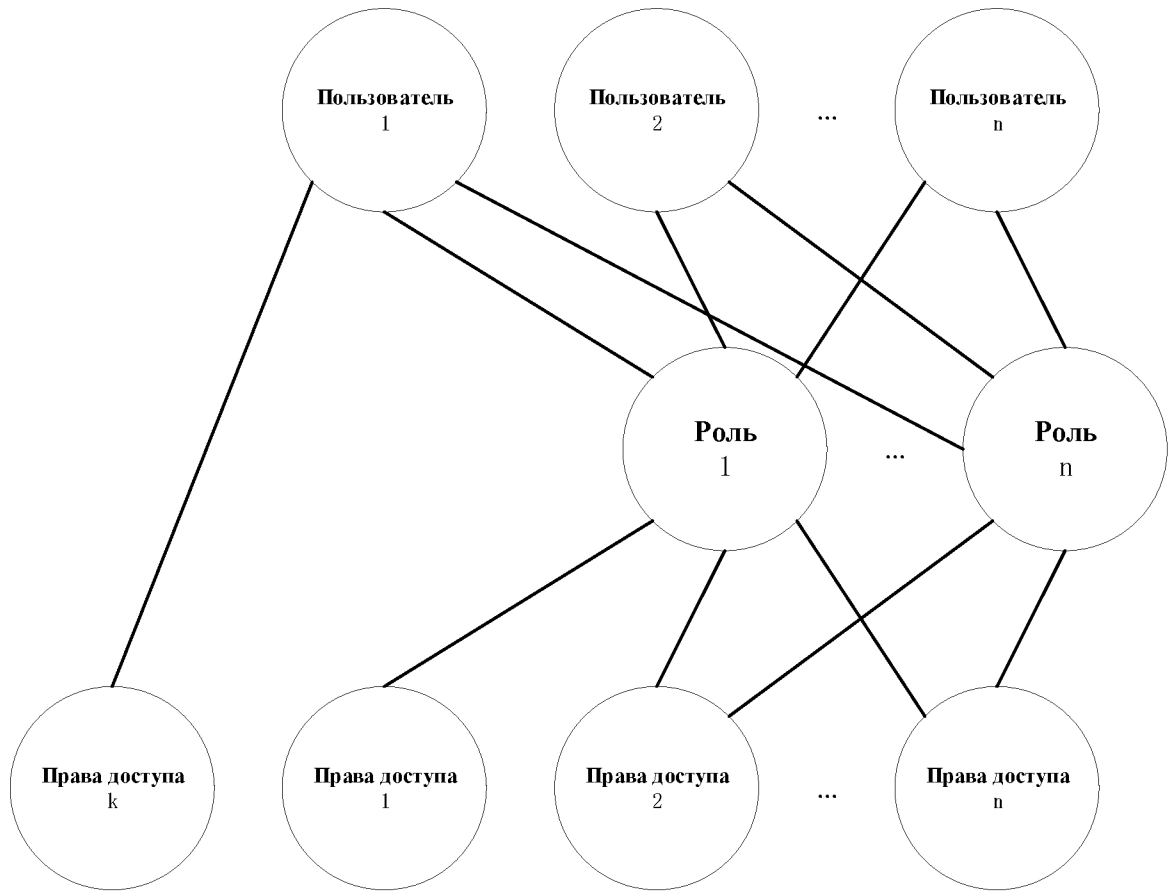 Пользователь
1
Пользователь
2
...
Пользователь
n
Роль
1
...
Роль
n
Права доступа
k
Права доступа
1
Права доступа
2
...
Права доступа
n